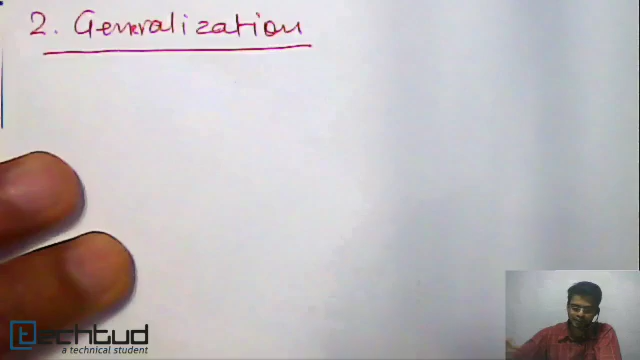 2. Generalization
techtud
a technical student